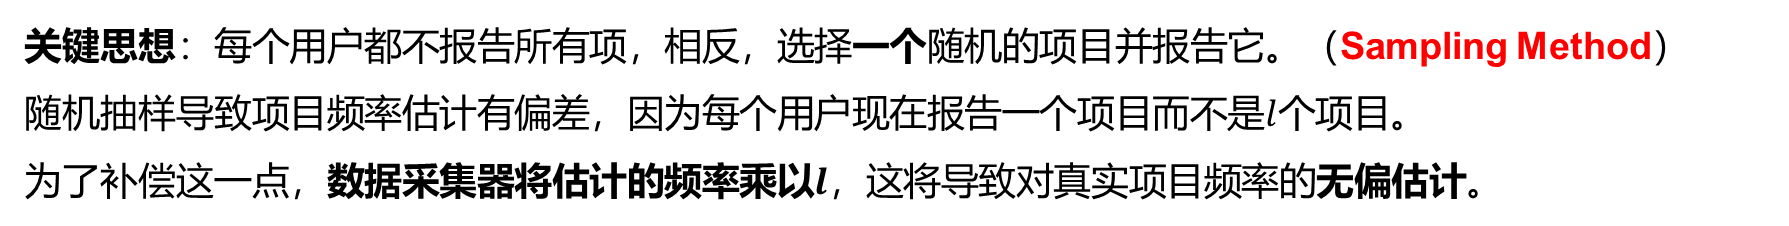 关键思想：每个用户都不报告所有项，相反，选择一个随机的项目并报告它。（Sampling Method）
随机抽样导致项目频率估计有偏差，因为每个用户现在报告一个项目而不是l个项目。
为了补偿这一点，数据采集器将估计的频率乘以l，这将导致对真实项目频率的无偏估计。